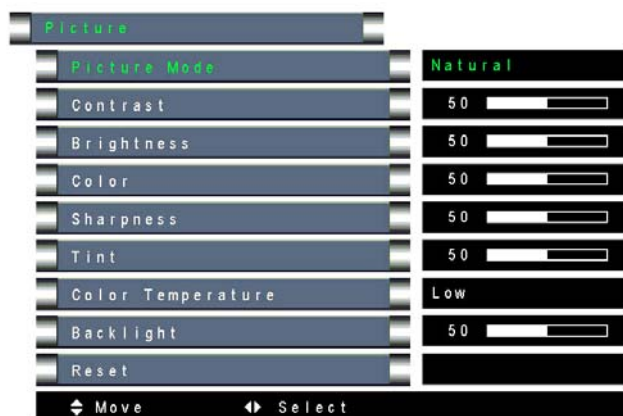 Picture
Picture Mode Natural
Contrast 50
Brightness 50
Color 50
Sharpness 50
Tint 50
Color Temperature Low
Backlight 50
Reset
Move Select